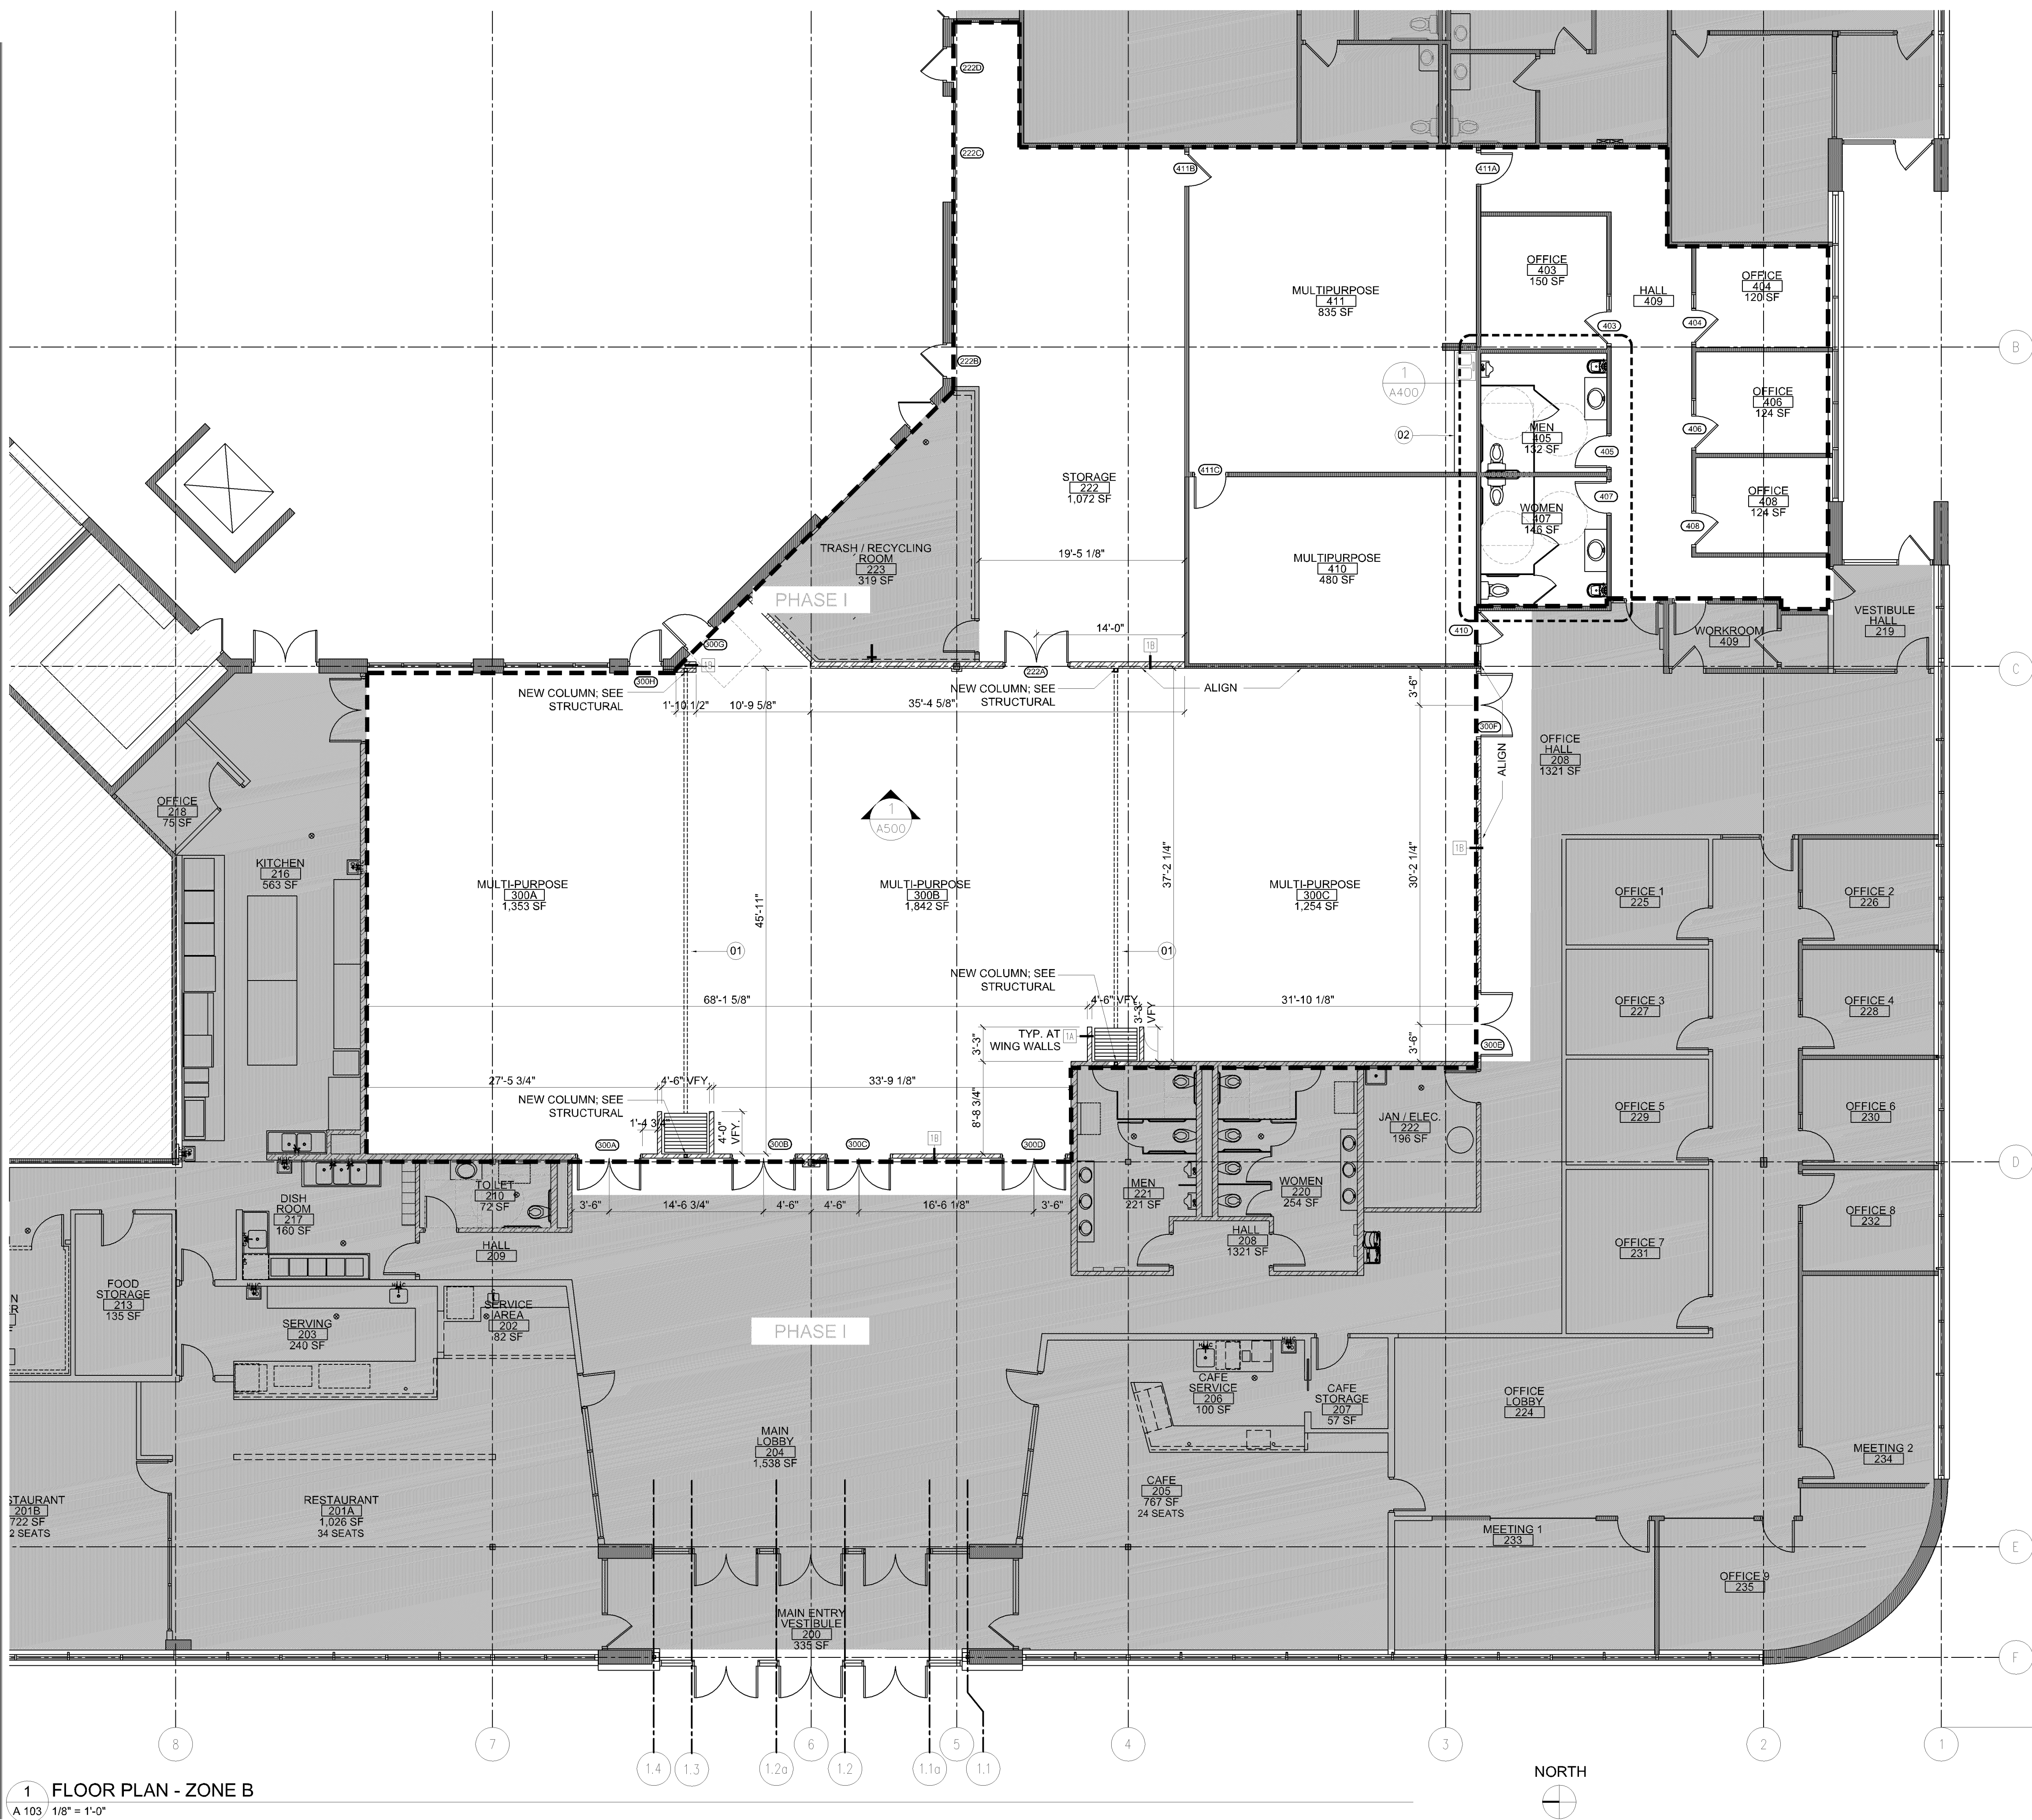 222D
222C
411B
411A
OFFICE
403
150 SF
HALL
409
OFFICE
404
120 SF
MULTIPURPOSE
411
835 SF
403
404
B
222B
1
A400
OFFICE
406
124 SF
02
MEN
405
132 SF
405
406
411C
STORAGE
222
1,072 SF
WOMEN
407
146 SF
407
OFFICE
408
124 SF
408
TRASH / RECYCLING
ROOM
223
319 SF
19'-5 1/8"
MULTIPURPOSE
410
480 SF
PHASE I
VESTIBULE
HALL
219
14'-0"
1B
410
WORKROOM
409
300G
300H
1B
222A
C
NEW COLUMN; SEE
STRUCTURAL
NEW COLUMN; SEE
STRUCTURAL
ALIGN
1'-10 1/2"
10'-9 5/8"
35'-4 5/8"
3'-6"
300F
OFFICE
HALL
208
1321 SF
ALIGN
OFFICE
218
75 SF
1
A500
1B
KITCHEN
216
563 SF
MULTI-PURPOSE
300A
1,353 SF
MULTI-PURPOSE
300B
1,842 SF
MULTI-PURPOSE
300C
1,254 SF
45'-11"
37'-2 1/4"
30'-2 1/4"
OFFICE 1
225
OFFICE 2
226
01
01
NEW COLUMN; SEE
STRUCTURAL
68'-1 5/8"
4'-6" VFY.
3'-3"
VFY
31'-10 1/8"
OFFICE 3
227
OFFICE 4
228
TYP. AT
WING WALLS
1A
3'-3"
3'-6"
300E
27'-5 3/4"
4'-6" VFY.
33'-9 1/8"
NEW COLUMN; SEE
STRUCTURAL
1'-4 3/4"
4'-0"
VFY.
8'-8 3/4"
JAN / ELEC.
222
196 SF
OFFICE 5
229
OFFICE 6
230
300A
300B
300C
1B
300D
D
TOILET
210
72 SF
DISH
ROOM
217
160 SF
MEN
221
221 SF
WOMEN
220
254 SF
3'-6"
14'-6 3/4"
4'-6"
4'-6"
16'-6 1/8"
3'-6"
OFFICE 8
232
HALL
209
HALL
208
1321 SF
OFFICE 7
231
FOOD
STORAGE
213
135 SF
SERVING
203
240 SF
SERVICE
AREA
202
82 SF
PHASE I
CAFE
SERVICE
206
100 SF
CAFE
STORAGE
207
57 SF
OFFICE
LOBBY
224
MAIN
LOBBY
204
1,538 SF
MEETING 2
234
STAURANT
201B
722 SF
2 SEATS
RESTAURANT
201A
1,026 SF
34 SEATS
CAFE
205
767 SF
24 SEATS
MEETING 1
233
E
OFFICE 9
235
MAIN ENTRY
VESTIBULE
200
335 SF
F
8
7
1.4
1.3
1.2a
6
1.2
1.1a
5
1.1
4
3
2
1
NORTH
1
A 103
FLOOR PLAN - ZONE B
1/8" = 1'-0"